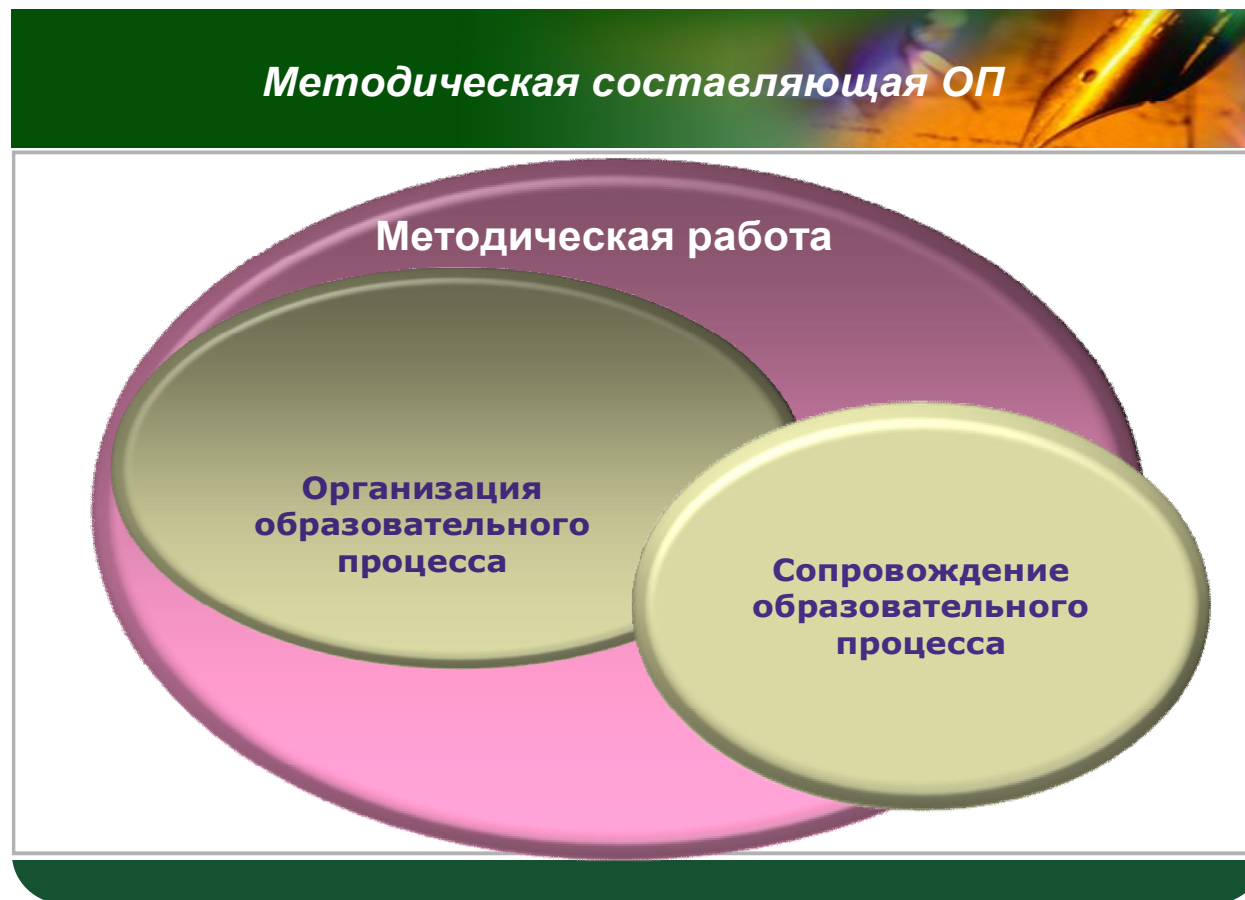 Методическая составляющая ОП
Методическая работа
Организация
образовательного
процесса
Сопровождение
образовательного
процесса